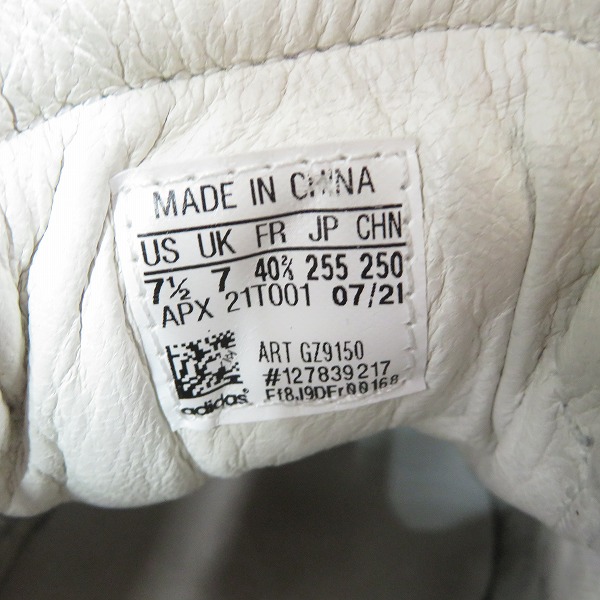 MADE IN CHINA
US UK FR JP CHN
7½ 7 40⅔ 255 250
APX 21T001 07/21
ART GZ9150
#127839217
adidas